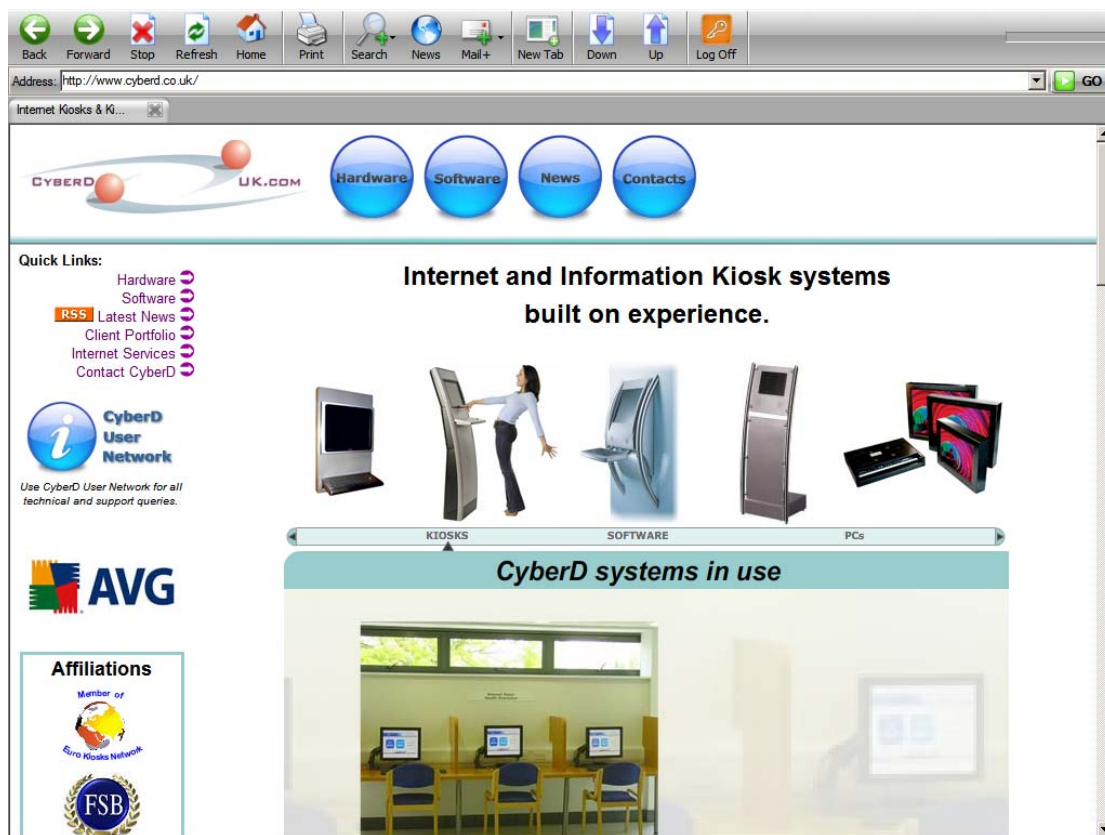 Back Forward Stop Refresh Home Print Search News Mail+ New Tab Down Up Log Off
Address: http://www.cyberd.co.uk/ GO
Internet Kiosks & Ki...
CYBERD UK.COM
Hardware Software News Contacts
Quick Links:
Hardware
Software
RSS Latest News
Client Portfolio
Internet Services
Contact CyberD
CyberD
User
Network
Use CyberD User Network for all
technical and support queries.
AVG
Affiliations
Member of
Euro Kiosks Network
FSB
Internet and Information Kiosk systems
built on experience.
KIOSKS SOFTWARE PCs
CyberD systems in use